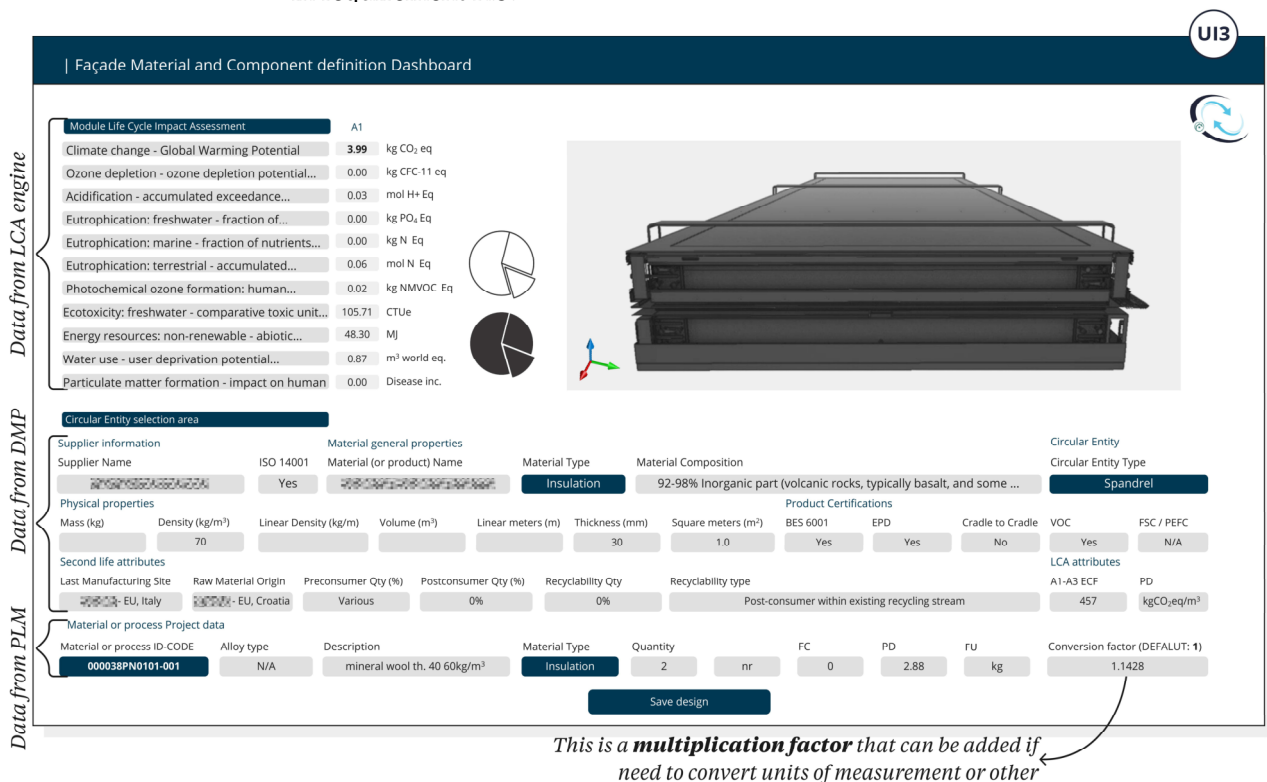 UI3
| Façade Material and Component definition Dashboard
Data from LCA engine
Module Life Cycle Impact Assessment A1
Climate change - Global Warming Potential 3.99 kg CO₂ eq
Ozone depletion - ozone depletion potential... 0.00 kg CFC-11 eq
Acidification - accumulated exceedance... 0.03 mol H+ Eq
Eutrophication: freshwater - fraction of... 0.00 kg PO₄ Eq
Eutrophication: marine - fraction of nutrients... 0.00 kg N Eq
Eutrophication: terrestrial - accumulated... 0.06 mol N Eq
Photochemical ozone formation: human... 0.02 kg NMVOC Eq
Ecotoxicity: freshwater - comparative toxic unit... 105.71 CTUe
Energy resources: non-renewable - abiotic... 48.30 MJ
Water use - user deprivation potential... 0.87 m³ world eq.
Particulate matter formation - impact on human 0.00 Disease inc.
Data from DMP
Circular Entity selection area
Supplier information Material general properties Circular Entity
Supplier Name ISO 14001 Material (or product) Name Material Type Material Composition Circular Entity Type
Yes Insulation 92-98% Inorganic part (volcanic rocks, typically basalt, and some ... Spandrel
Physical properties Product Certifications
Mass (kg) Density (kg/m³) Linear Density (kg/m) Volume (m³) Linear meters (m) Thickness (mm) Square meters (m²) BES 6001 EPD Cradle to Cradle VOC FSC / PEFC
70 30 1.0 Yes Yes No Yes N/A
Second life attributes LCA attributes
Last Manufacturing Site Raw Material Origin Preconsumer Qty (%) Postconsumer Qty (%) Recyclability Qty Recyclability type A1-A3 ECF PD
- EU, Italy - EU, Croatia Various 0% 0% Post-consumer within existing recycling stream 457 kgCO₂eq/m³
Data from PLM
Material or process Project data
Material or process ID-CODE Alloy type Description Material Type Quantity FC PD FU Conversion factor (DEFALUT: 1)
000038PN0101-001 N/A mineral wool th. 40 60kg/m³ Insulation 2 nr 0 2.88 kg 1.1428
Save design
This is a multiplication factor that can be added if
need to convert units of measurement or other